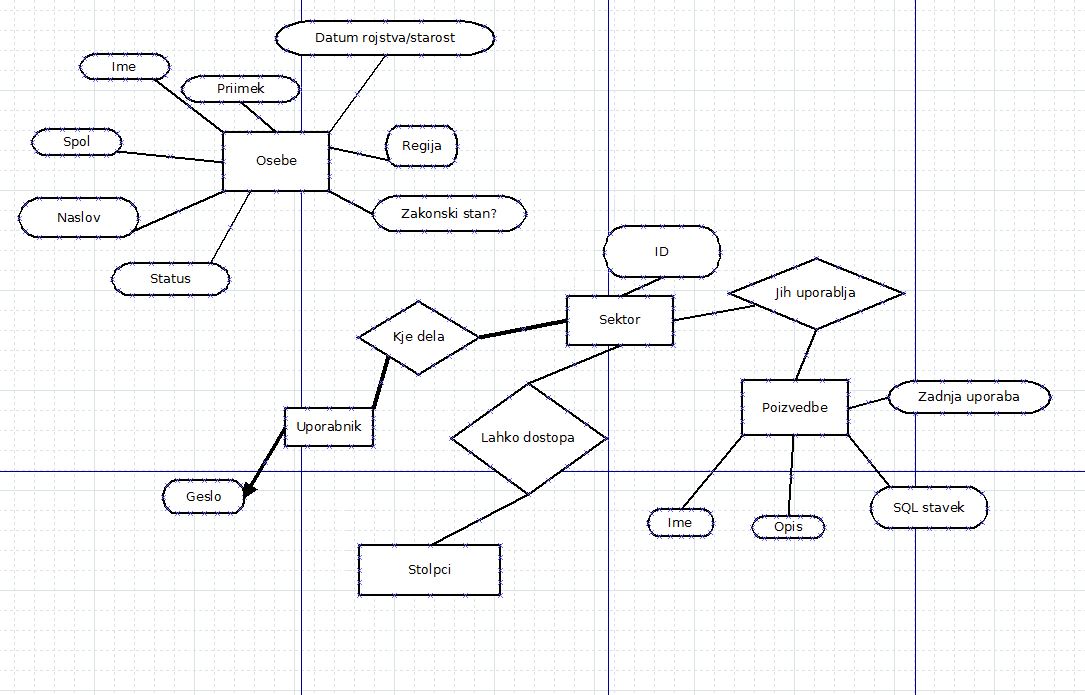 Datum rojstva/starost
Ime
Priimek
Spol
Regija
Osebe
Naslov
Zakonski stan?
Status
ID
Jih uporablja
Sektor
Kje dela
Zadnja uporaba
Poizvedbe
Uporabnik
Lahko dostopa
Geslo
SQL stavek
Ime
Opis
Stolpci